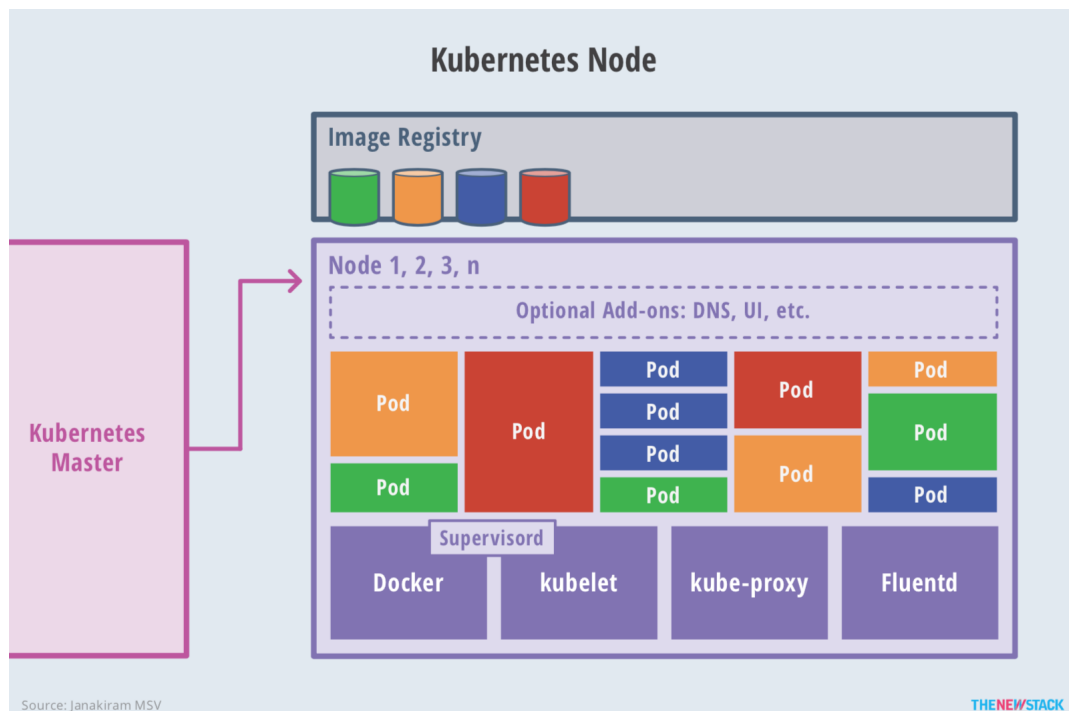 Kubernetes Node
Image Registry
Kubernetes
Master
Node 1, 2, 3, n
Optional Add-ons: DNS, UI, etc.
Pod
Pod
Pod
Pod
Pod
Pod
Pod
Pod
Pod
Pod
Pod
Pod
Supervisord
Docker
kubelet
kube-proxy
Fluentd
Source: Janakiram MSV
THENEWSTACK